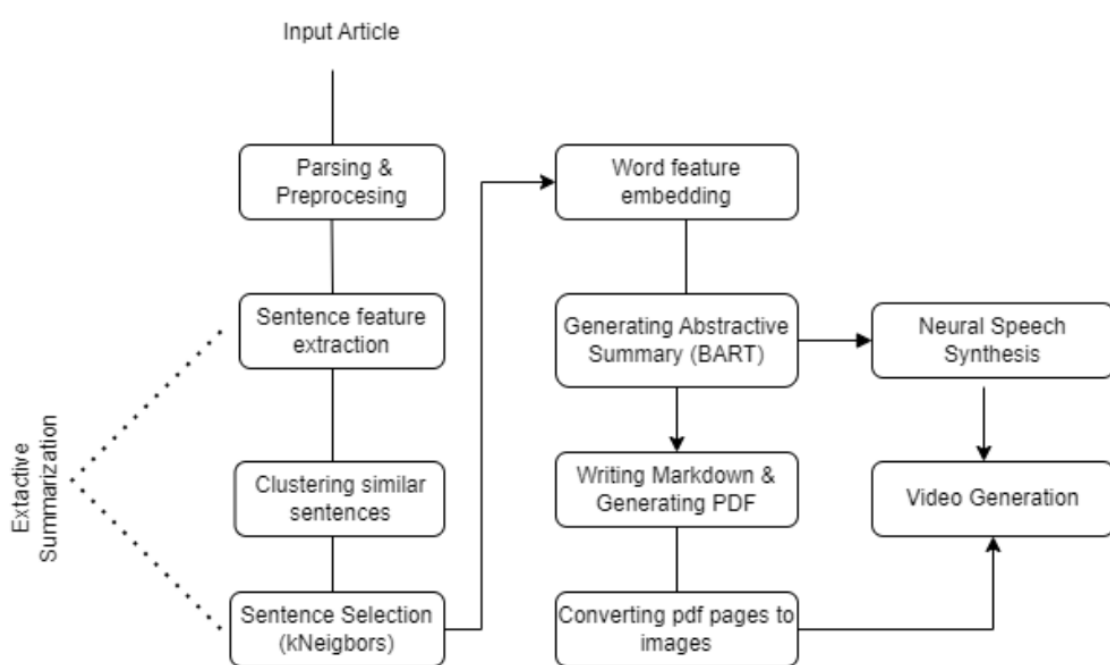 Input Article
Parsing &
Preprocesing
Sentence feature
extraction
Clustering similar
sentences
Sentence Selection
(kNeigbors)
Extactive
Summarization
Word feature
embedding
Generating Abstractive
Summary (BART)
Writing Markdown &
Generating PDF
Converting pdf pages to
images
Neural Speech
Synthesis
Video Generation